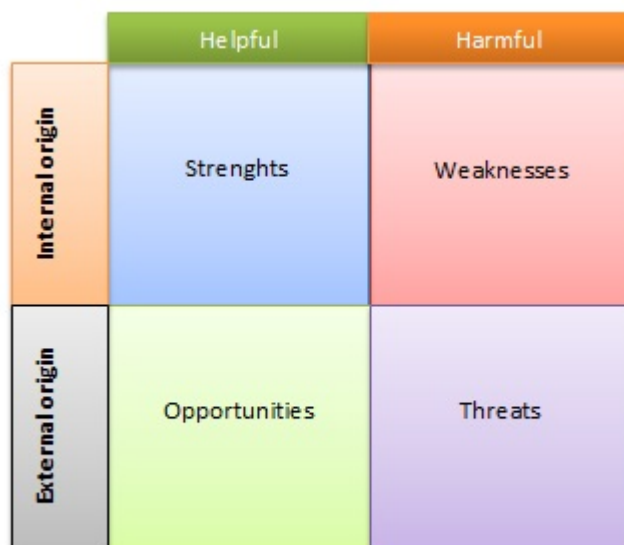 Helpful
Harmful
Internal origin
Strenghts
Weaknesses
External origin
Opportunities
Threats